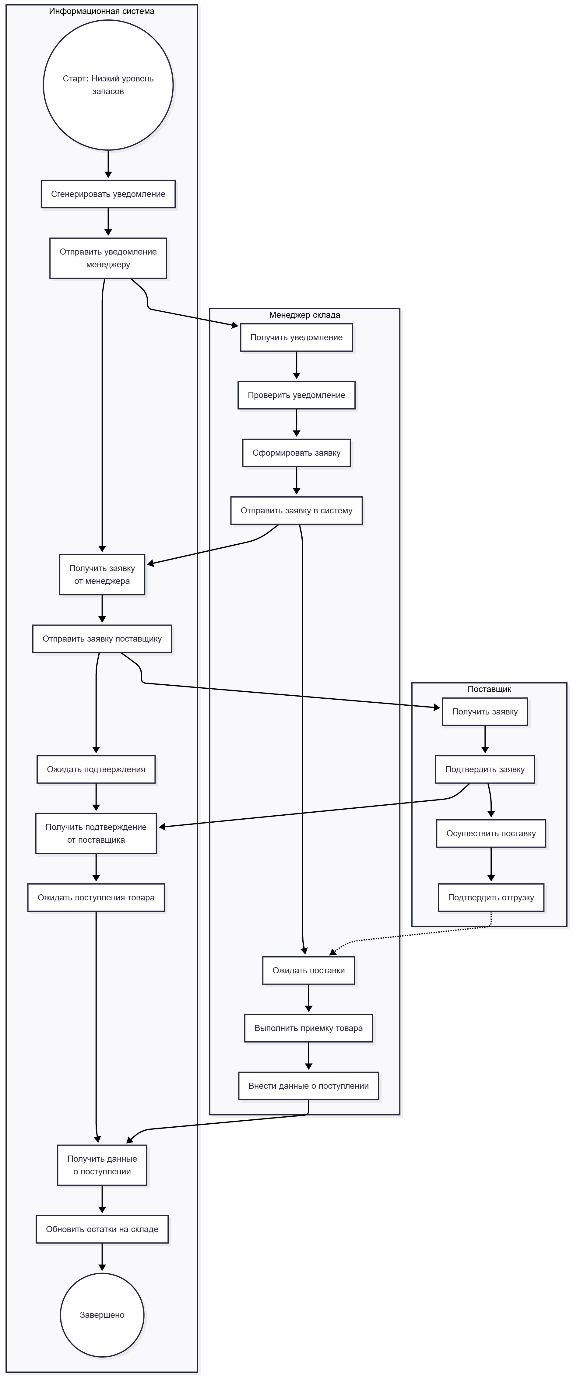 Информационная система
Старт: Низкий уровень
запасов
Сгенерировать уведомление
Отправить уведомление
менеджеру
Менеджер склада
Получить уведомление
Проверить уведомление
Сформировать заявку
Отправить заявку в систему
Получить заявку
от менеджера
Отправить заявку поставщику
Поставщик
Получить заявку
Ожидать подтверждения
Подтвердить заявку
Получить подтверждение
от поставщика
Осуществить поставку
Ожидать поступления товара
Подтвердить отгрузку
Ожидать поставки
Выполнить приемку товара
Внести данные о поступлении
Получить данные
о поступлении
Обновить остатки на складе
Завершено